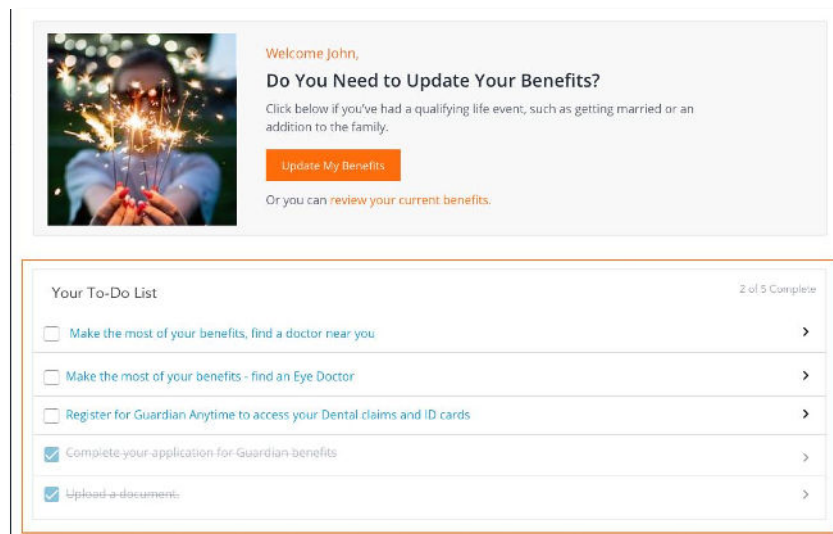 Welcome John,
Do You Need to Update Your Benefits?
Click below if you've had a qualifying life event, such as getting married or an
addition to the family.
Update My Benefits
Or you can review your current benefits.
Your To-Do List
2 of 5 Complete
Make the most of your benefits, find a doctor near you
Make the most of your benefits - find an Eye Doctor
Register for Guardian Anytime to access your Dental claims and ID cards
Complete your application for Guardian benefits
Upload a document.